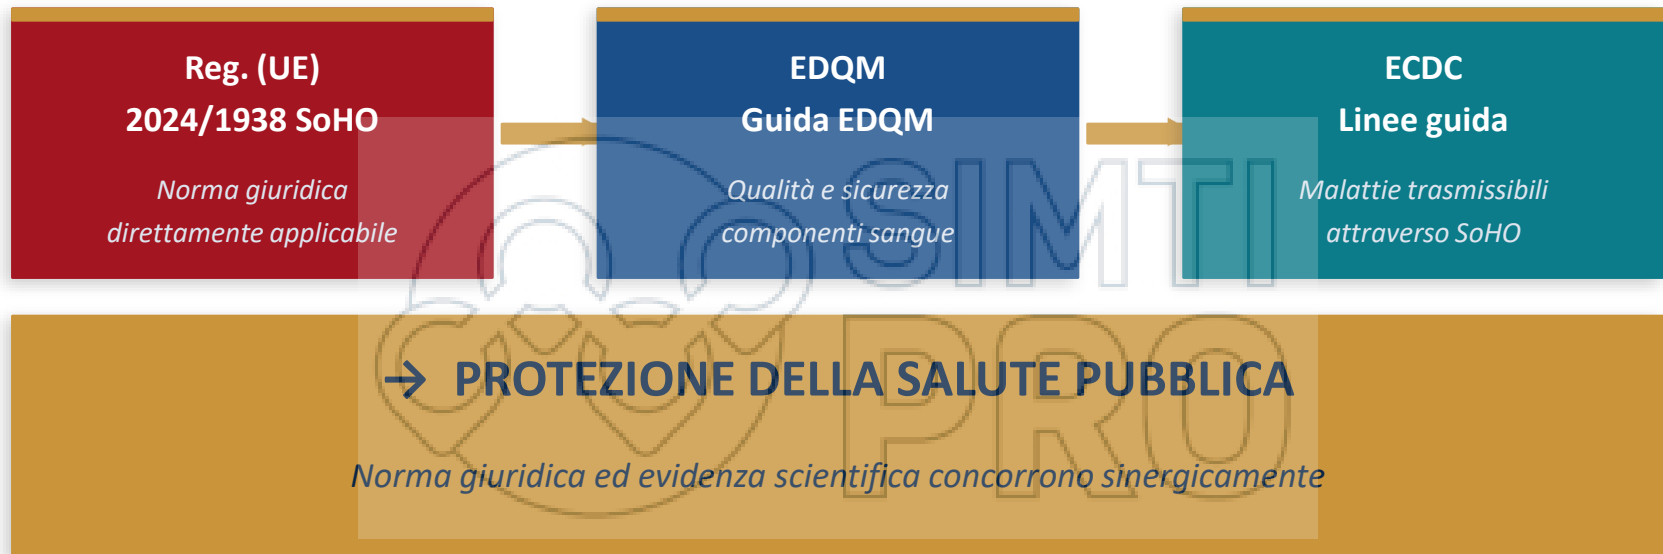 Reg. (UE)
2024/1938 SoHO
Norma giuridica
direttamente applicabile
EDQM
Guida EDQM
Qualità e sicurezza
componenti sangue
ECDC
Linee guida
Malattie trasmissibili
attraverso SoHO
SIMTI
PRO
→ PROTEZIONE DELLA SALUTE PUBBLICA
Norma giuridica ed evidenza scientifica concorrono sinergicamente